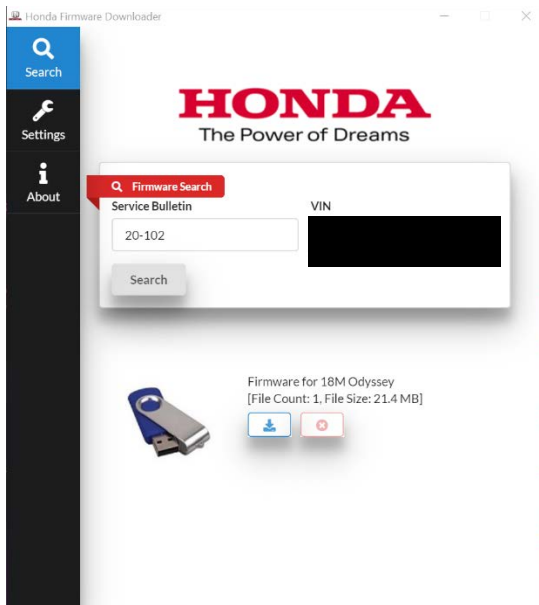 Honda Firmware Downloader
Search
Settings
About
HONDA
The Power of Dreams
Firmware Search
Service Bulletin
VIN
20-102
Search
Firmware for 18M Odyssey
[File Count: 1, File Size: 21.4 MB]